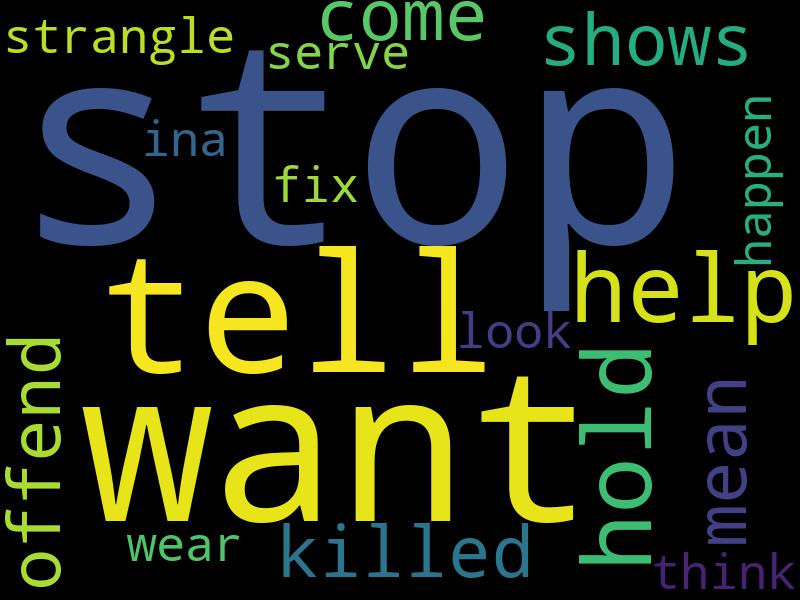 come
strangle
serve
shows
stop
ina
fix
happen
tell
help
look
offend
want
hold
mean
wear
killed
think